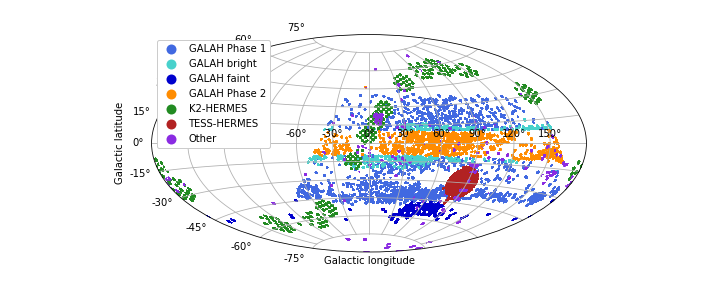 75°
60°
GALAH Phase 1
GALAH bright
GALAH faint
GALAH Phase 2
K2-HERMES
TESS-HERMES
Other
15°
0°
-15°
-30°
-45°
-60°
-75°
-60° -30° 30° 60° 90° 120° 150°
Galactic latitude
Galactic longitude